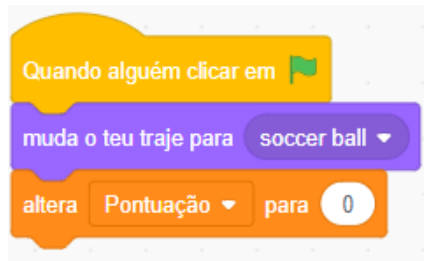 Quando alguém clicar em
muda o teu traje para soccer ball
altera Pontuação para 0